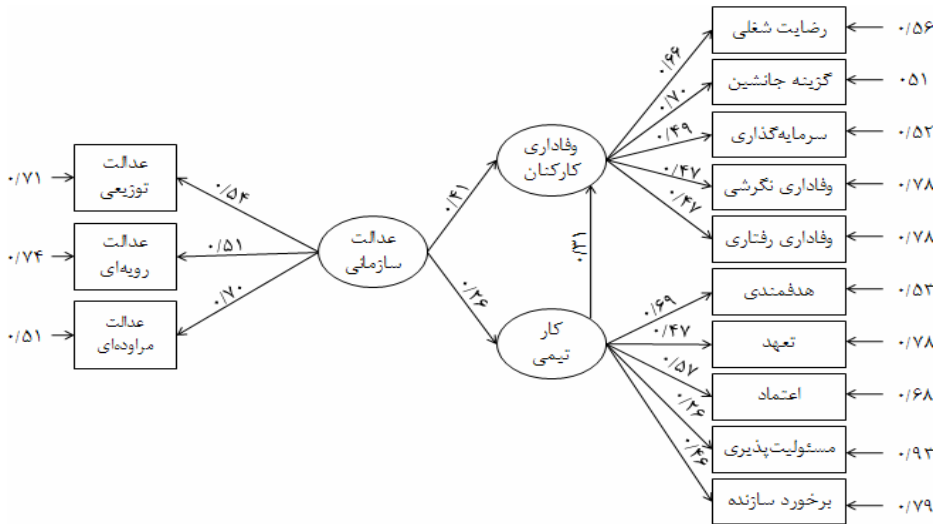 رضایت شغلی
۰/۵۶
گزینه جانشین
۰۵۱
سرمایه‌گذاری
۰/۵۲
وفاداری نگرشی
۰/۷۸
وفاداری رفتاری
۰/۷۸
هدفمندی
۰/۵۳
تعهد
۰/۷۸
اعتماد
۰/۶۸
مسئولیت‌پذیری
۰/۹۳
برخورد سازنده
۰/۷۹
۰/۶۶
۰/۷۰
۰/۴۹
۰/۴۷
۰/۴۷
۰/۶۹
۰/۴۷
۰/۵۷
۰/۲۶
۰/۴۶
وفاداری
کارکنان
۰/۳۱
کار
تیمی
۰/۴۱
۰/۲۶
عدالت
سازمانی
۰/۵۴
۰/۵۱
۰/۷۰
عدالت
توزیعی
۰/۷۱
عدالت
رویه‌ای
۰/۷۴
عدالت
مراوده‌ای
۰/۵۱